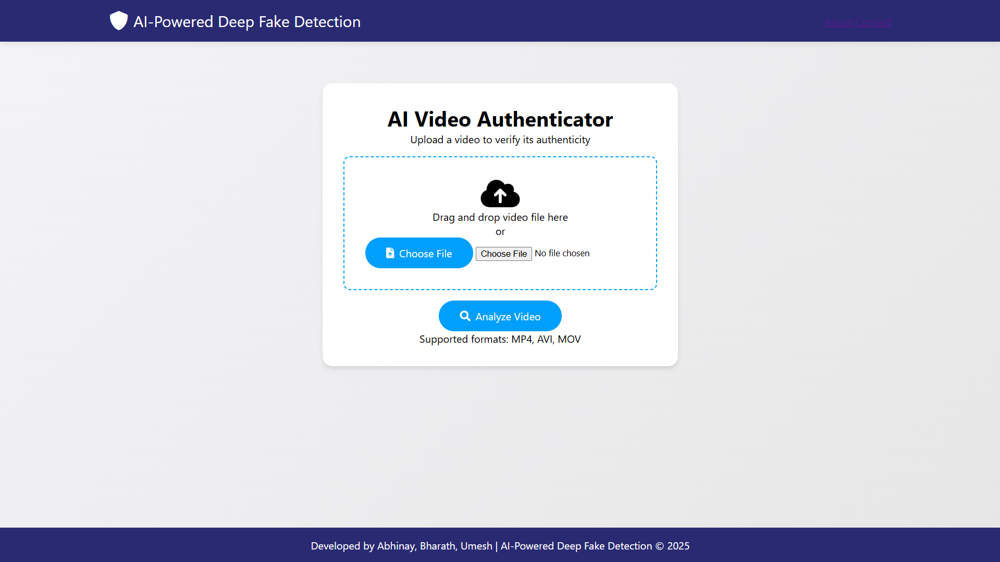 AI-Powered Deep Fake Detection
About Contact
AI Video Authenticator
Upload a video to verify its authenticity
Drag and drop video file here
or
Choose File Choose File No file chosen
Analyze Video
Supported formats: MP4, AVI, MOV
Developed by Abhinay, Bharath, Umesh | AI-Powered Deep Fake Detection © 2025